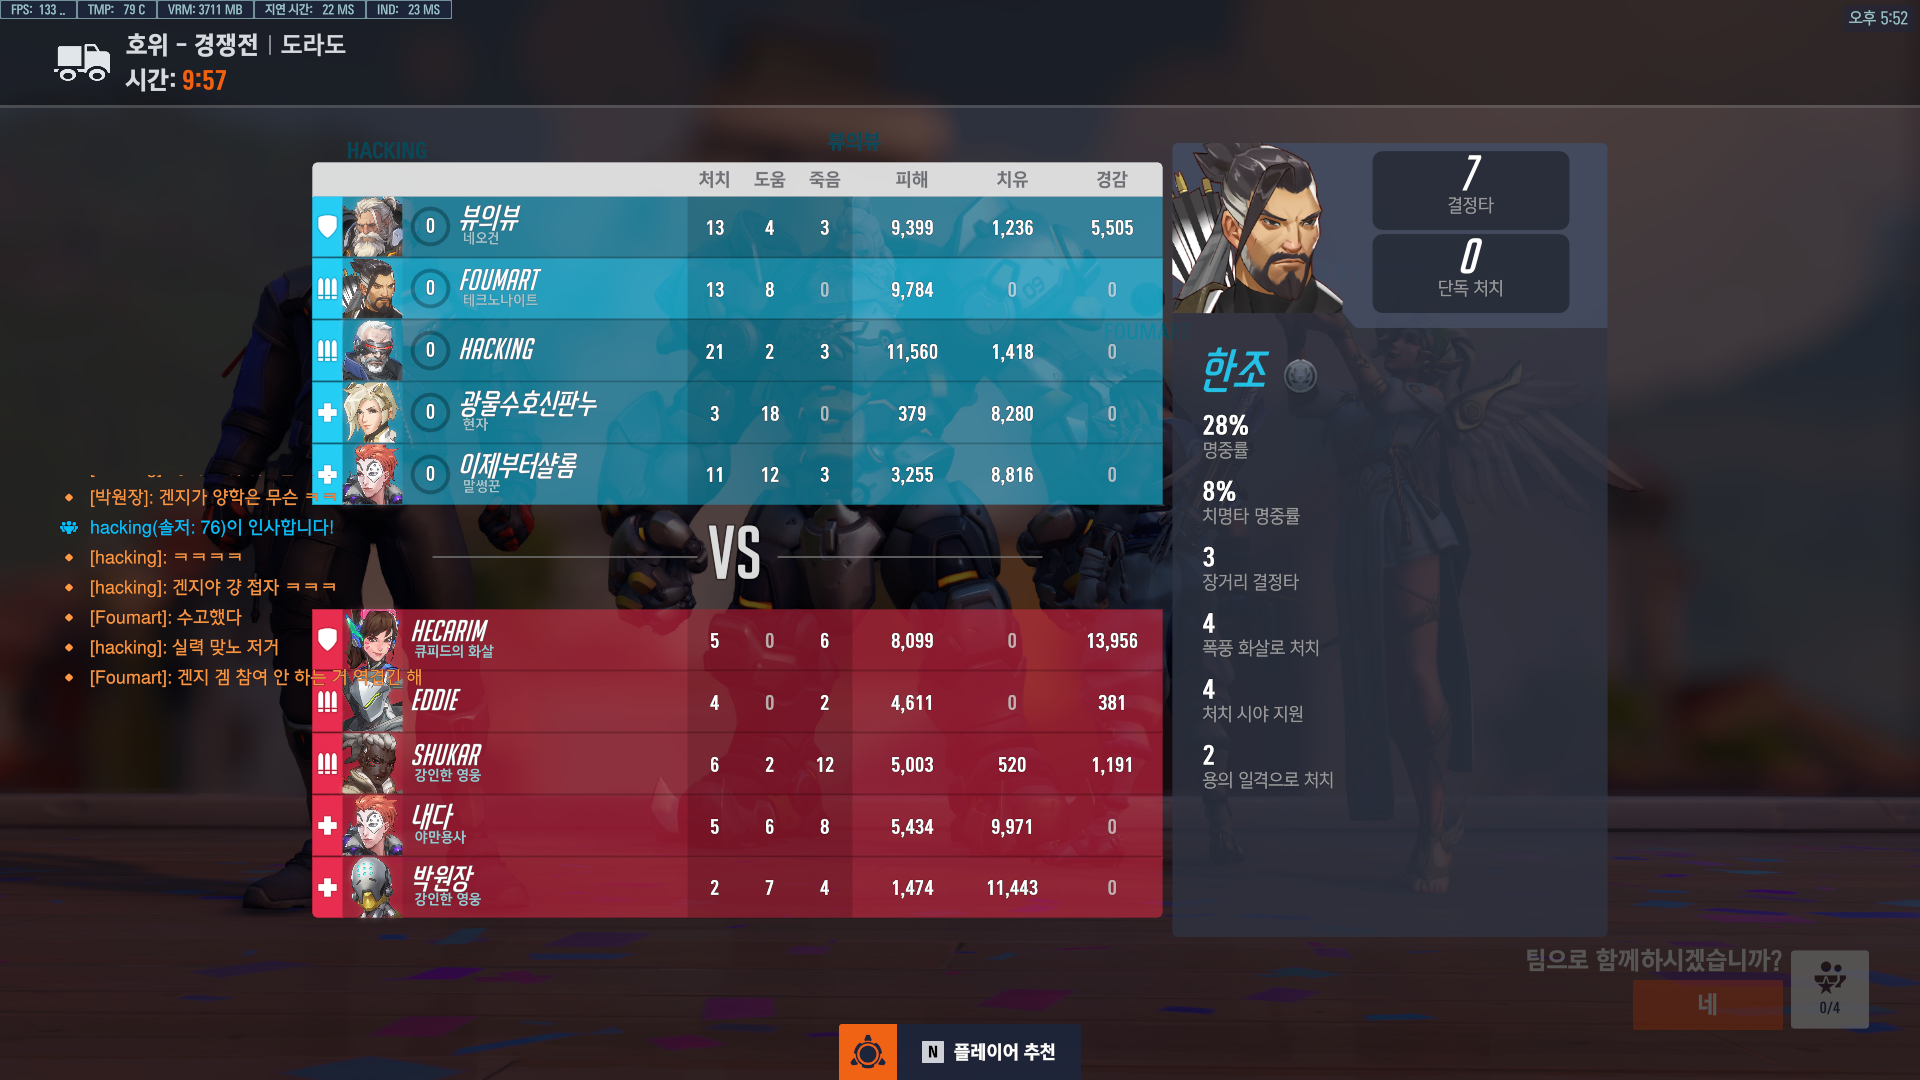 FPS: 133 .. TMP: 79 C VRM: 3711 MB 지연 시간: 22 MS IND: 23 MS
오후 5:52
호위 - 경쟁전 | 도라도
시간: 9:57
HACKING
뷰의뷰
처치 도움 죽음 피해 치유 경감
0 뷰의뷰 13 4 3 9,399 1,236 5,505
네오건
0 FOUMART 13 8 0 9,784 0 0
테크노나이트
0 HACKING 21 2 3 11,560 1,418 0
0 광물수호신판누 3 18 0 379 8,280 0
현자
0 이제부터샬롬 11 12 3 3,255 8,816 0
말썽꾼
[박원장]: 겐지가 양학은 무슨 ㅋㅋ
hacking(솔저: 76)이 인사합니다!
[hacking]: ㅋㅋㅋㅋ
[hacking]: 겐지야 걍 접자 ㅋㅋㅋ
[Foumart]: 수고했다
[hacking]: 실력 맞노 저거
[Foumart]: 겐지 겜 참여 안 하는 거 역겹긴 해
VS
HECARIM 5 0 6 8,099 0 13,956
큐피드의 화살
EDDIE 4 0 2 4,611 0 381
SHUKAR 6 2 12 5,003 520 1,191
강인한 영웅
내다 5 6 8 5,434 9,971 0
야만용사
박원장 2 7 4 1,474 11,443 0
강인한 영웅
7
결정타
0
단독 처치
한조
28%
명중률
8%
치명타 명중률
3
장거리 결정타
4
폭풍 화살로 처치
4
처치 시야 지원
2
용의 일격으로 처치
팀으로 함께하시겠습니까?
네
0/4
N 플레이어 추천